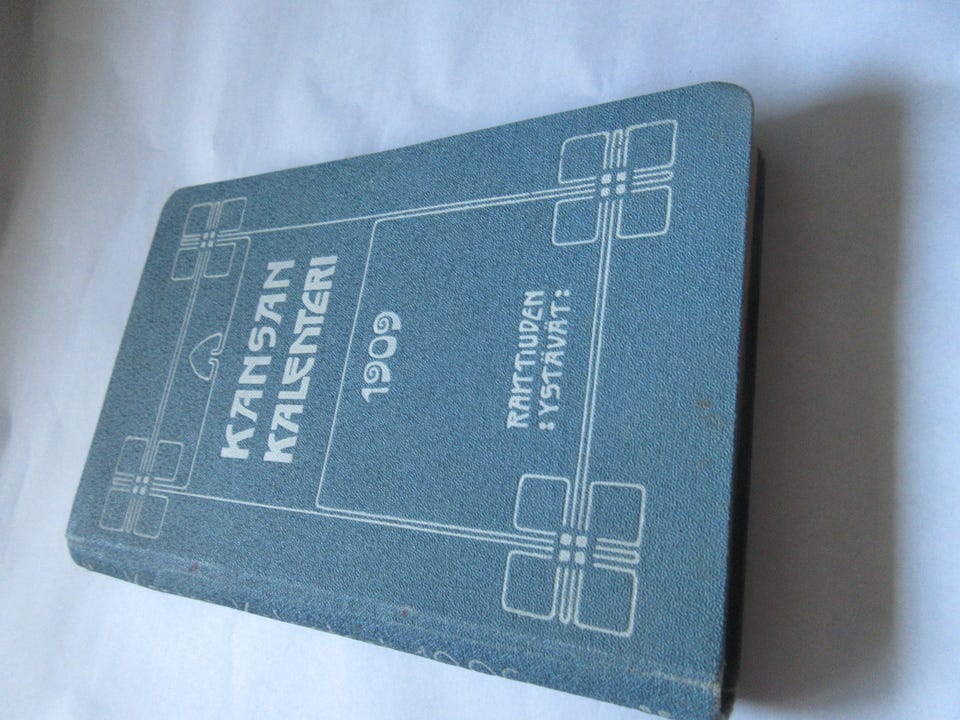 KANSAN
KALENTERI
1909
RAITTIUDEN
:YSTÄVÄT: